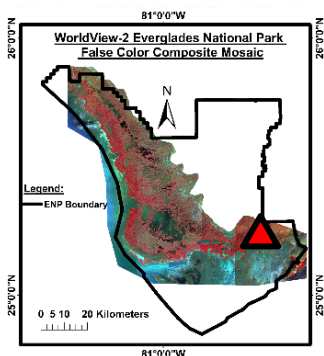 81°0'0"W
WorldView-2 Everglades National Park
False Color Composite Mosaic
26°0'0"N
26°0'0"N
N
Legend:
ENP Boundary
25°0'0"N
25°0'0"N
0 5 10 20 Kilometers
81°0'0"W